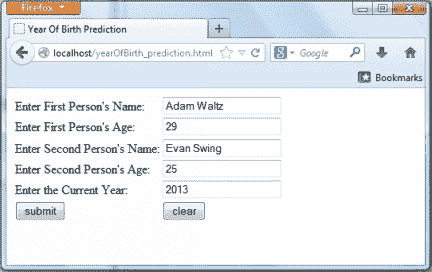 Firefox
Year Of Birth Prediction
localhost/yearOfBirth_prediction.html
Google
Bookmarks
Enter First Person's Name: Adam Waltz
Enter First Person's Age: 29
Enter Second Person's Name: Evan Swing
Enter Second Person's Age: 25
Enter the Current Year: 2013
submit clear